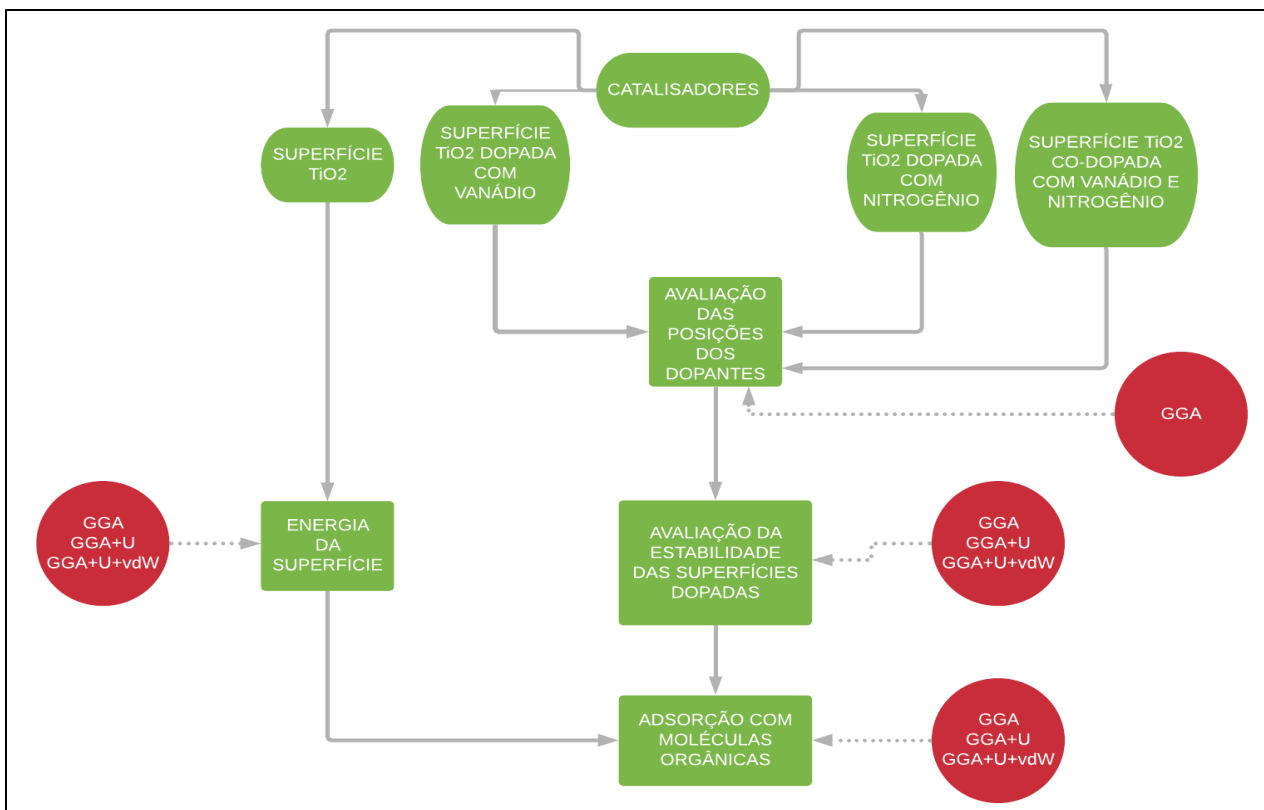 CATALISADORES
SUPERFÍCIE
TiO2
SUPERFÍCIE
TiO2 DOPADA
COM
VANÁDIO
SUPERFÍCIE
TiO2 DOPADA
COM
NITROGÊNIO
SUPERFÍCIE TiO2
CO-DOPADA
COM VANÁDIO E
NITROGÊNIO
AVALIAÇÃO
DAS
POSIÇÕES
DOS
DOPANTES
GGA
GGA
GGA+U
GGA+U+vdW
ENERGIA
DA
SUPERFÍCIE
AVALIAÇÃO DA
ESTABILIDADE
DAS SUPERFÍCIES
DOPADAS
GGA
GGA+U
GGA+U+vdW
ADSORÇÃO COM
MOLÉCULAS
ORGÂNICAS
GGA
GGA+U
GGA+U+vdW